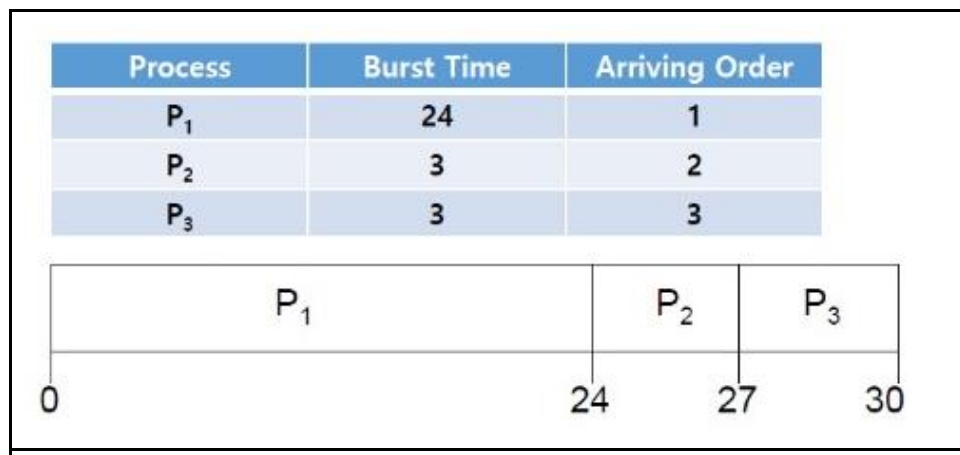 Process Burst Time Arriving Order
P₁ 24 1
P₂ 3 2
P₃ 3 3
P₁ P₂ P₃
0 24 27 30